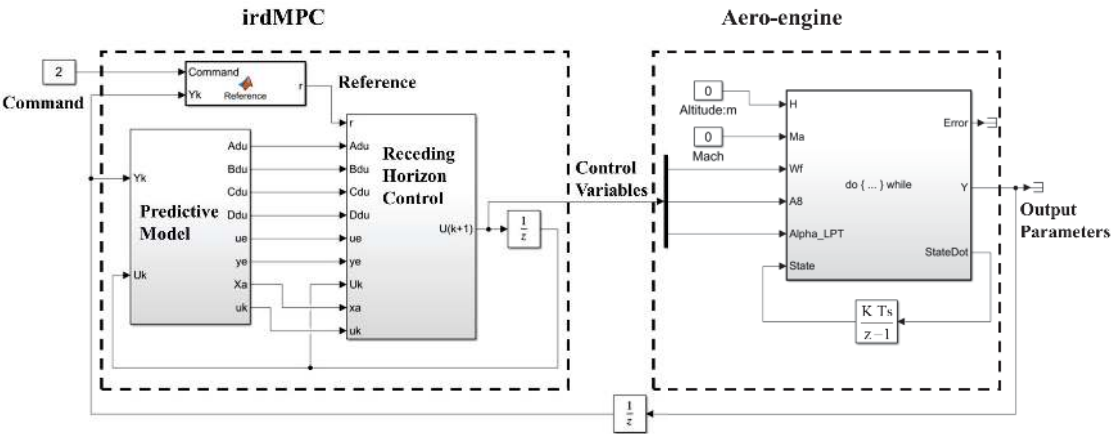 irdMPC
Aero-engine
2
Command
Command
Yk
r
Reference
Reference
Yk
Uk
Predictive
Model
Adu
Bdu
Cdu
Ddu
ue
ye
Xa
uk
r
Adu
Bdu
Cdu
Ddu
ue
ye
Uk
xa
uk
Receding
Horizon
Control
U(k+1)
1
z
Control
Variables
0
Altitude:m
0
Mach
H
Ma
Wf
A8
Alpha_LPT
State
do { ... } while
Error
Y
StateDot
Output
Parameters
K Ts
z−1
1
z